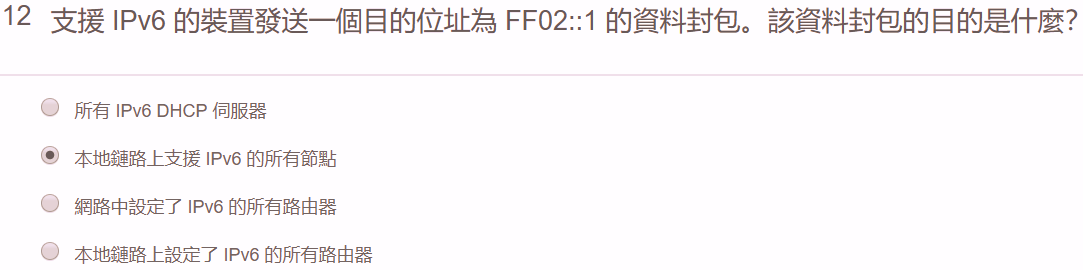 12 支援 IPv6 的裝置發送一個目的位址為 FF02::1 的資料封包。該資料封包的目的是什麼?
所有 IPv6 DHCP 伺服器
本地鏈路上支援 IPv6 的所有節點
網路中設定了 IPv6 的所有路由器
本地鏈路上設定了 IPv6 的所有路由器